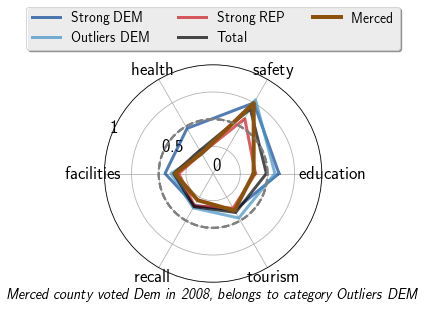 Strong DEM
Strong REP
Merced
Outliers DEM
Total
health
safety
1
0.5
0
facilities
education
recall
tourism
Merced county voted Dem in 2008, belongs to category Outliers DEM